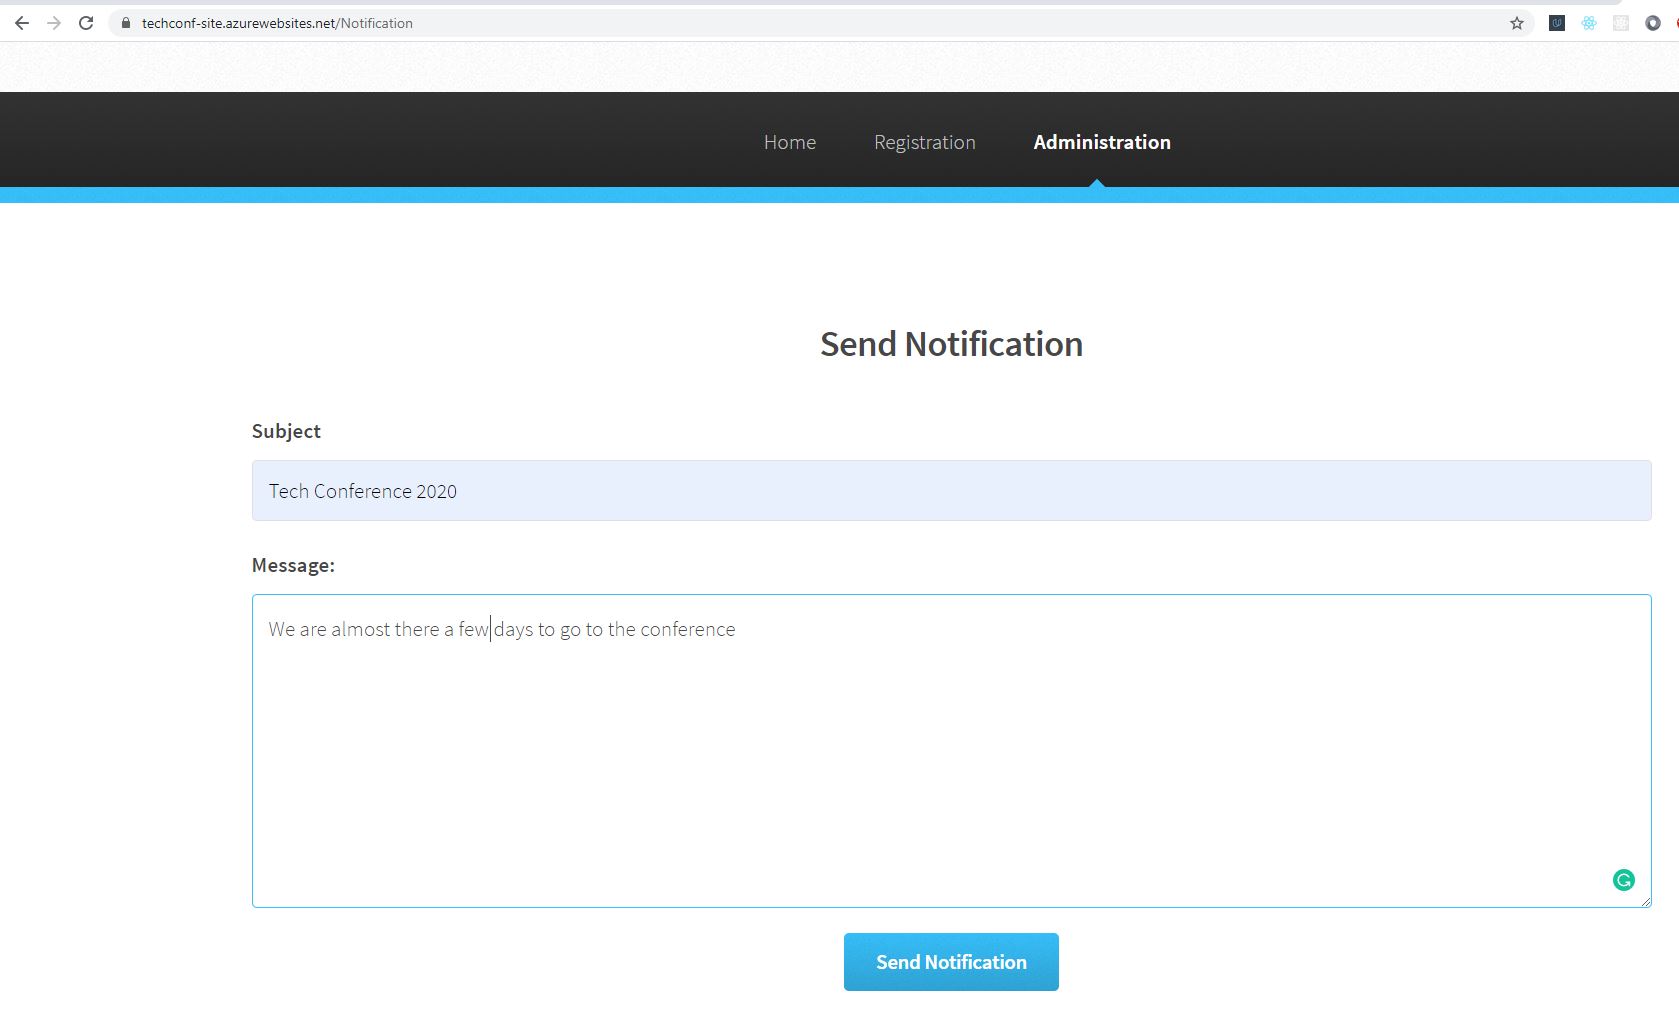 techconf-site.azurewebsites.net/Notification
Home Registration Administration
Send Notification
Subject
Tech Conference 2020
Message:
We are almost there a few days to go to the conference
Send Notification